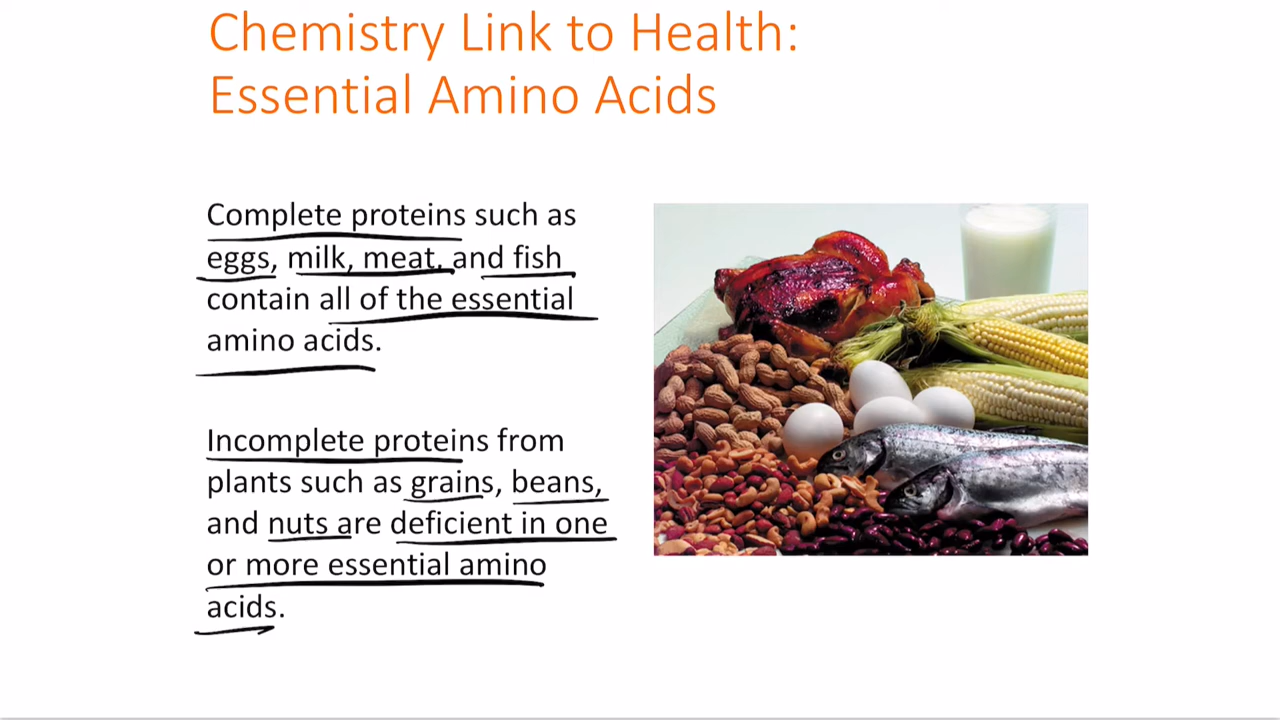 Chemistry Link to Health:
Essential Amino Acids
Complete proteins such as
eggs, milk, meat, and fish
contain all of the essential
amino acids.
Incomplete proteins from
plants such as grains, beans,
and nuts are deficient in one
or more essential amino
acids.